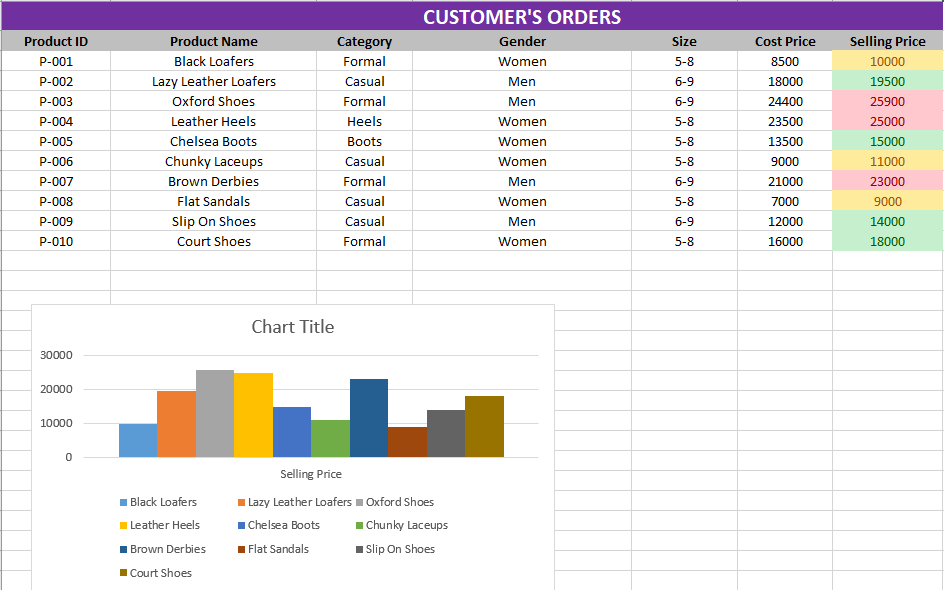 CUSTOMER'S ORDERS
Product ID Product Name Category Gender Size Cost Price Selling Price
P-001 Black Loafers Formal Women 5-8 8500 10000
P-002 Lazy Leather Loafers Casual Men 6-9 18000 19500
P-003 Oxford Shoes Formal Men 6-9 24400 25900
P-004 Leather Heels Heels Women 5-8 23500 25000
P-005 Chelsea Boots Boots Women 5-8 13500 15000
P-006 Chunky Laceups Casual Women 5-8 9000 11000
P-007 Brown Derbies Formal Men 6-9 21000 23000
P-008 Flat Sandals Casual Women 5-8 7000 9000
P-009 Slip On Shoes Casual Men 6-9 12000 14000
P-010 Court Shoes Formal Women 5-8 16000 18000
Chart Title
30000
20000
10000
0
Selling Price
Black Loafers Lazy Leather Loafers Oxford Shoes
Leather Heels Chelsea Boots Chunky Laceups
Brown Derbies Flat Sandals Slip On Shoes
Court Shoes